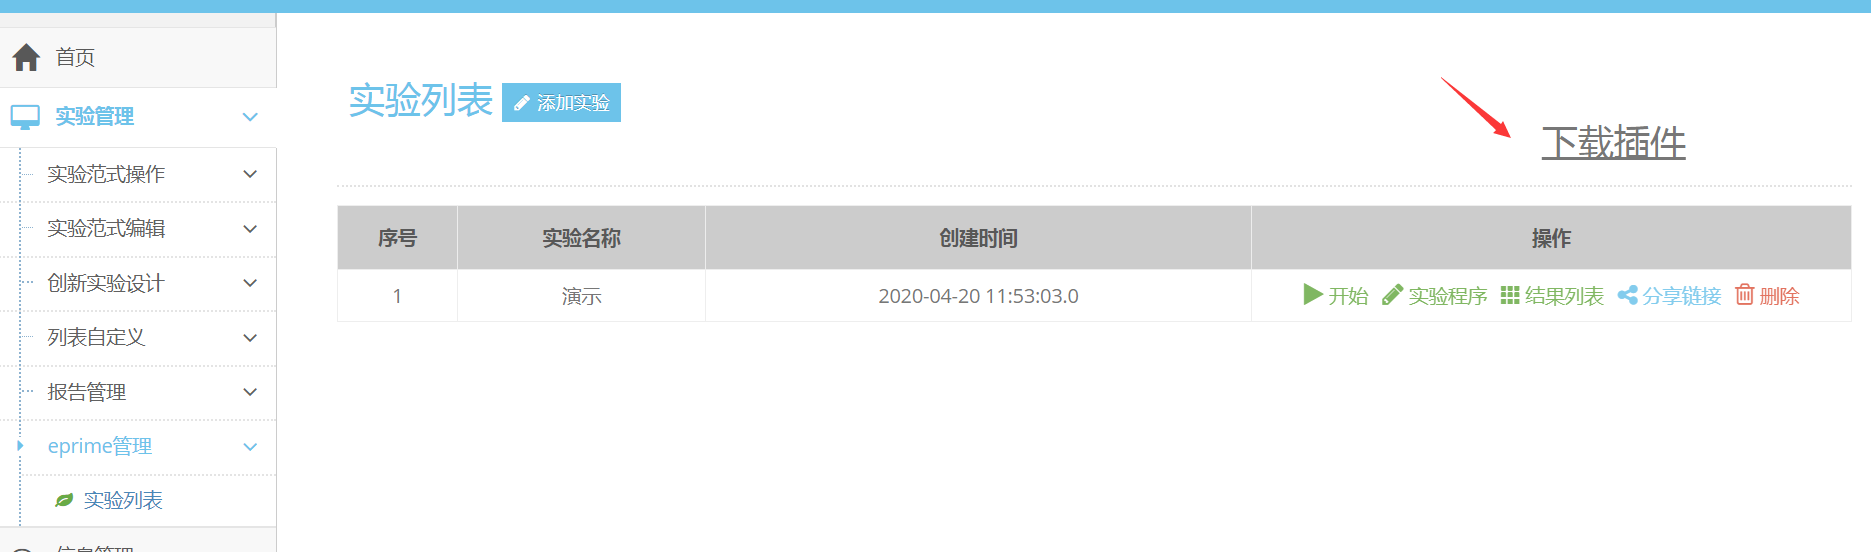 首页
实验管理
实验范式操作
实验范式编辑
创新实验设计
列表自定义
报告管理
eprime管理
实验列表
信息管理
实验列表 添加实验
下载插件
序号 实验名称 创建时间 操作
1 演示 2020-04-20 11:53:03.0 开始 实验程序 结果列表 分享链接 删除